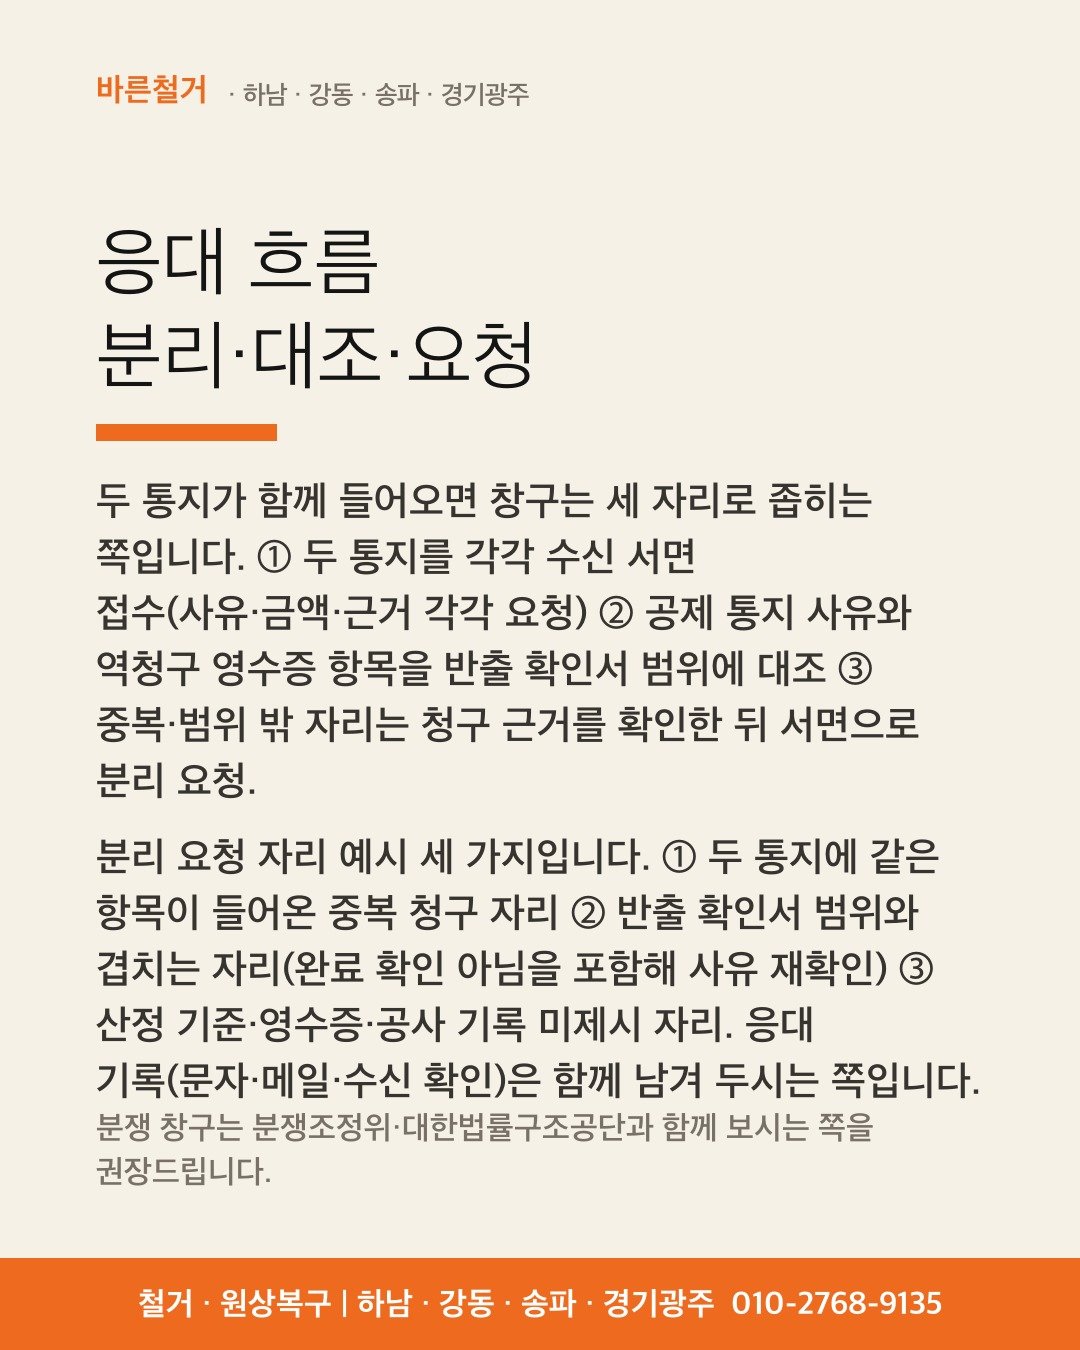 바른철거 · 하남 · 강동 · 송파 · 경기광주
응대 흐름
분리·대조·요청
두 통지가 함께 들어오면 창구는 세 자리로 좁히는
쪽입니다. ① 두 통지를 각각 수신 서면
접수(사유·금액·근거 각각 요청) ② 공제 통지 사유와
역청구 영수증 항목을 반출 확인서 범위에 대조 ③
중복·범위 밖 자리는 청구 근거를 확인한 뒤 서면으로
분리 요청.
분리 요청 자리 예시 세 가지입니다. ① 두 통지에 같은
항목이 들어온 중복 청구 자리 ② 반출 확인서 범위와
겹치는 자리(완료 확인 아님을 포함해 사유 재확인) ③
산정 기준·영수증·공사 기록 미제시 자리. 응대
기록(문자·메일·수신 확인)은 함께 남겨 두시는 쪽입니다.
분쟁 창구는 분쟁조정위·대한법률구조공단과 함께 보시는 쪽을
권장드립니다.
철거 · 원상복구 | 하남 · 강동 · 송파 · 경기광주 010-2768-9135